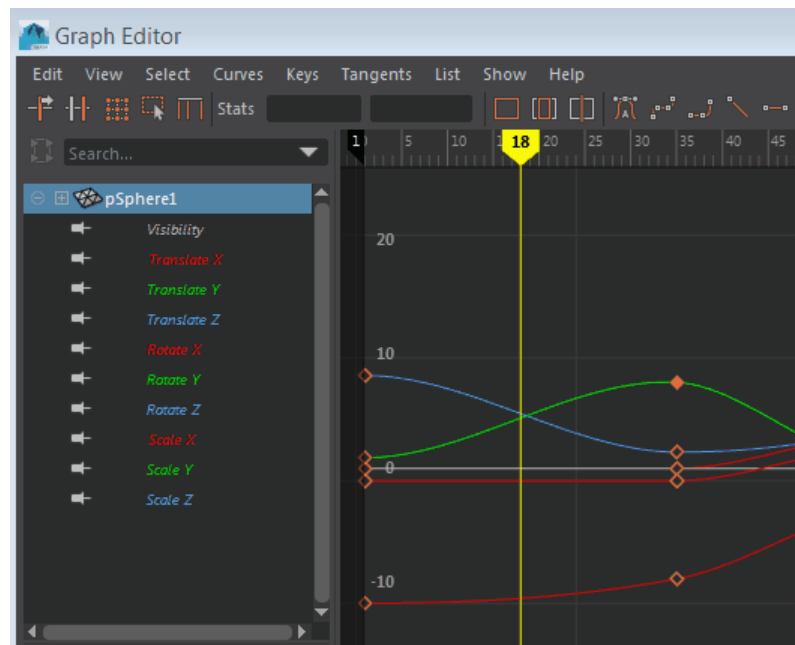 Graph Editor
Edit View Select Curves Keys Tangents List Show Help
Stats
Search...
1 5 10 18 20 25 30 35 40 45
pSphere1
Visibility
Translate X
Translate Y
Translate Z
Rotate X
Rotate Y
Rotate Z
Scale X
Scale Y
Scale Z
20
10
0
-10